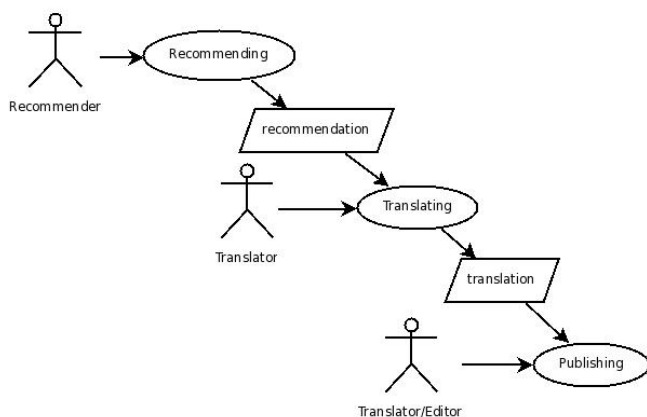 Recommending
Recommender
recommendation
Translating
Translator
translation
Publishing
Translator/Editor